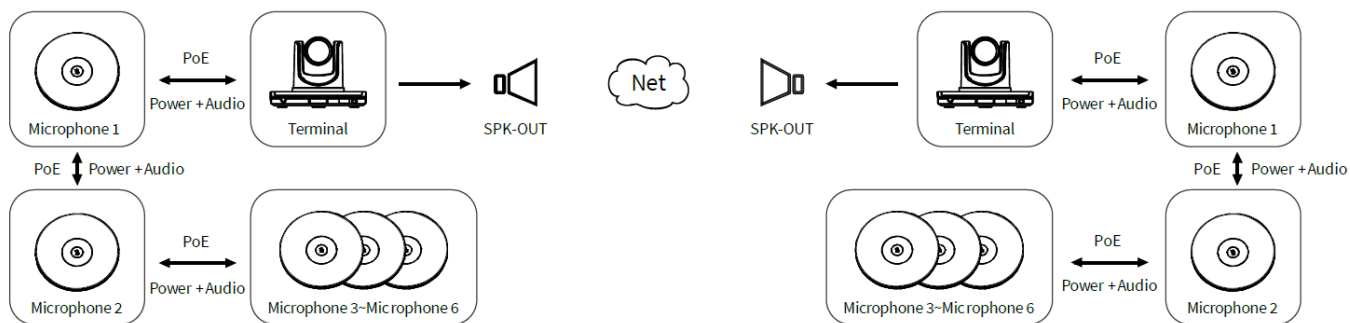 PoE
Power+Audio
Microphone 1
Terminal
SPK-OUT
Net
SPK-OUT
Terminal
PoE
Power+Audio
Microphone 1
PoE Power+Audio
PoE Power+Audio
Microphone 2
PoE
Power+Audio
Microphone 3~Microphone 6
Microphone 3~Microphone 6
PoE
Power+Audio
Microphone 2